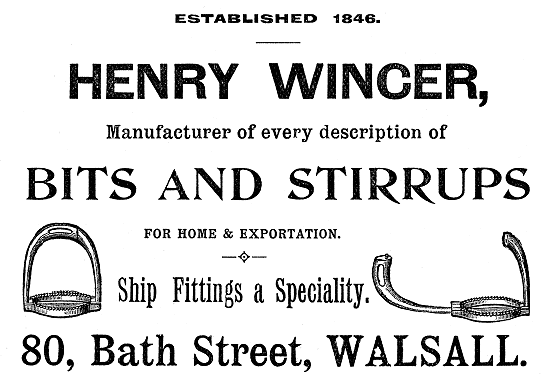 ESTABLISHED 1846.
HENRY WINCER,
Manufacturer of every description of
BITS AND STIRRUPS
FOR HOME & EXPORTATION.
Ship Fittings a Speciality.
80, Bath Street, WALSALL.